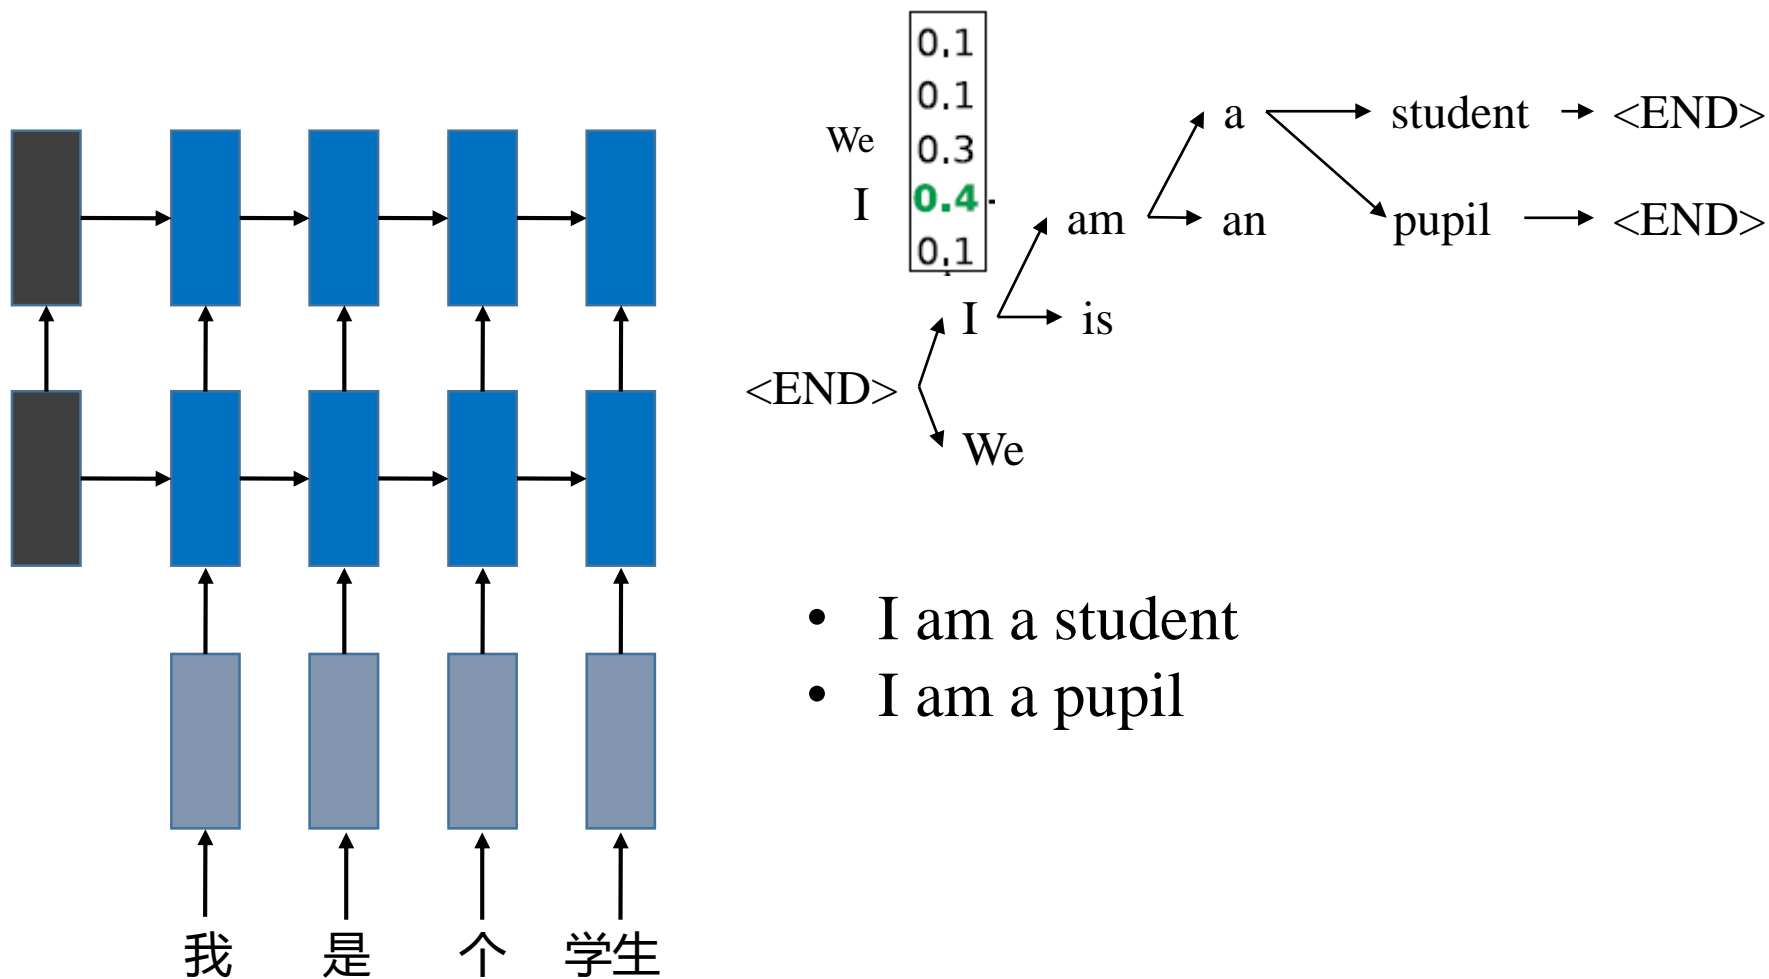 0.1
0.1
We 0.3
I 0.4
0.1
a student <END>
am an pupil <END>
I is
<END>
We
• I am a student
• I am a pupil
我 是 个 学生